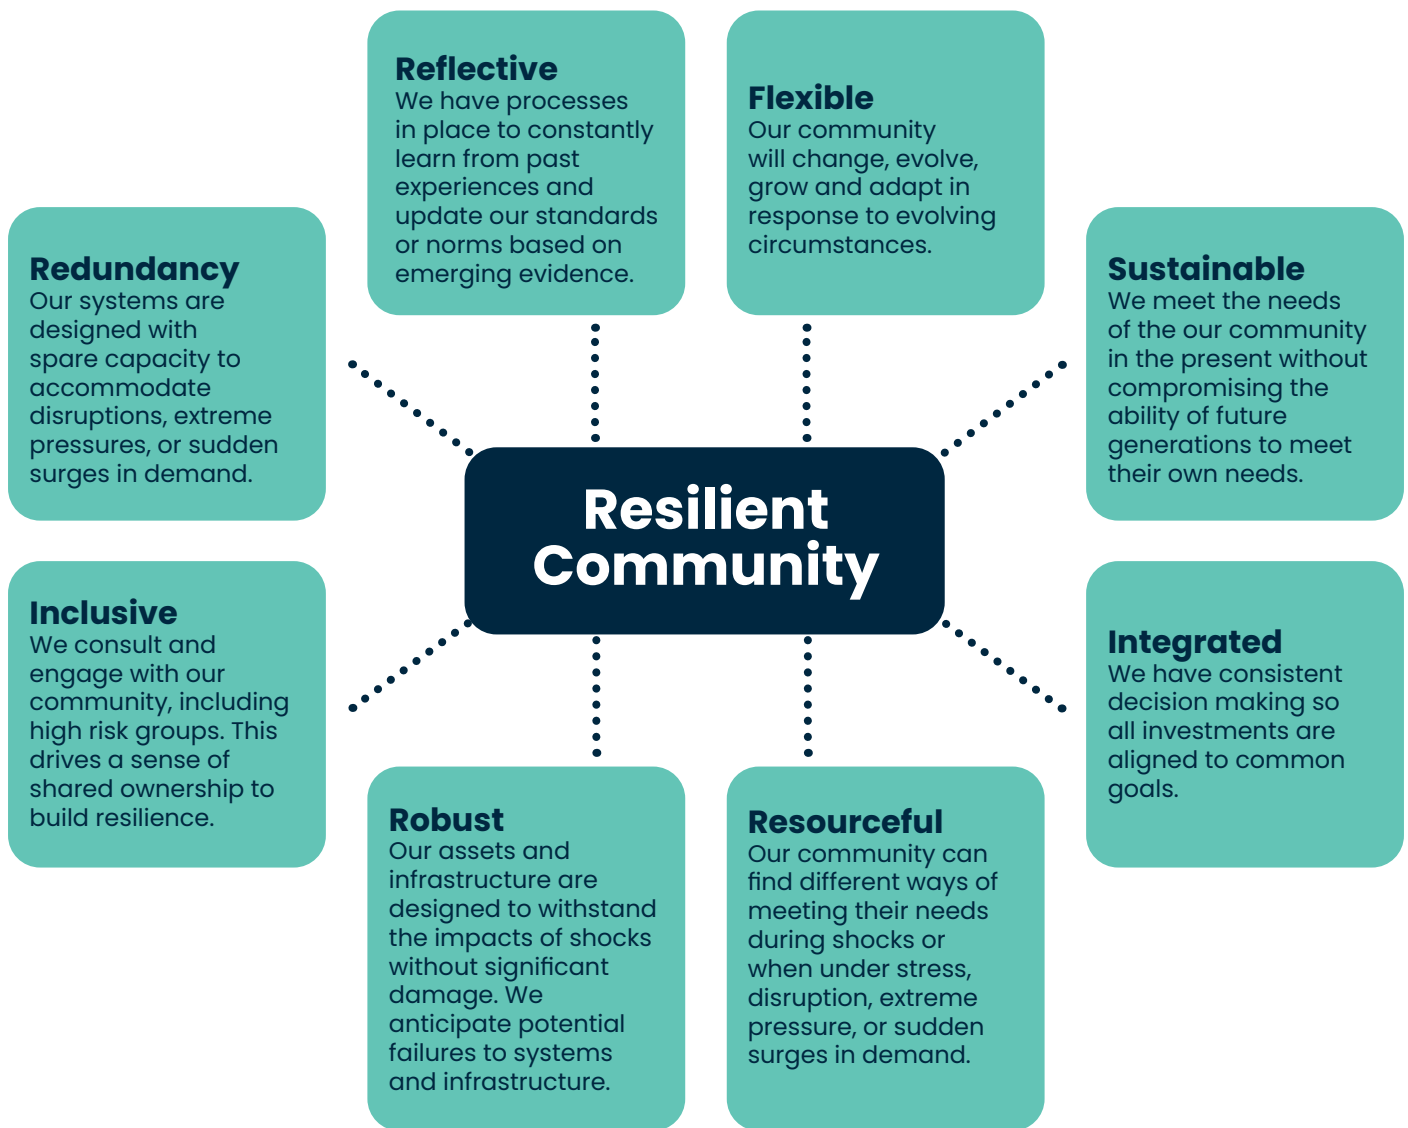 Reflective
We have processes
in place to constantly
learn from past
experiences and
update our standards
or norms based on
emerging evidence.
Flexible
Our community
will change, evolve,
grow and adapt in
response to evolving
circumstances.
Redundancy
Our systems are
designed with
spare capacity to
accommodate
disruptions, extreme
pressures, or sudden
surges in demand.
Sustainable
We meet the needs
of the our community
in the present without
compromising the
ability of future
generations to meet
their own needs.
Resilient
Community
Inclusive
We consult and
engage with our
community, including
high risk groups. This
drives a sense of
shared ownership to
build resilience.
Integrated
We have consistent
decision making so
all investments are
aligned to common
goals.
Robust
Our assets and
infrastructure are
designed to withstand
the impacts of shocks
without significant
damage. We
anticipate potential
failures to systems
and infrastructure.
Resourceful
Our community can
find different ways of
meeting their needs
during shocks or
when under stress,
disruption, extreme
pressure, or sudden
surges in demand.